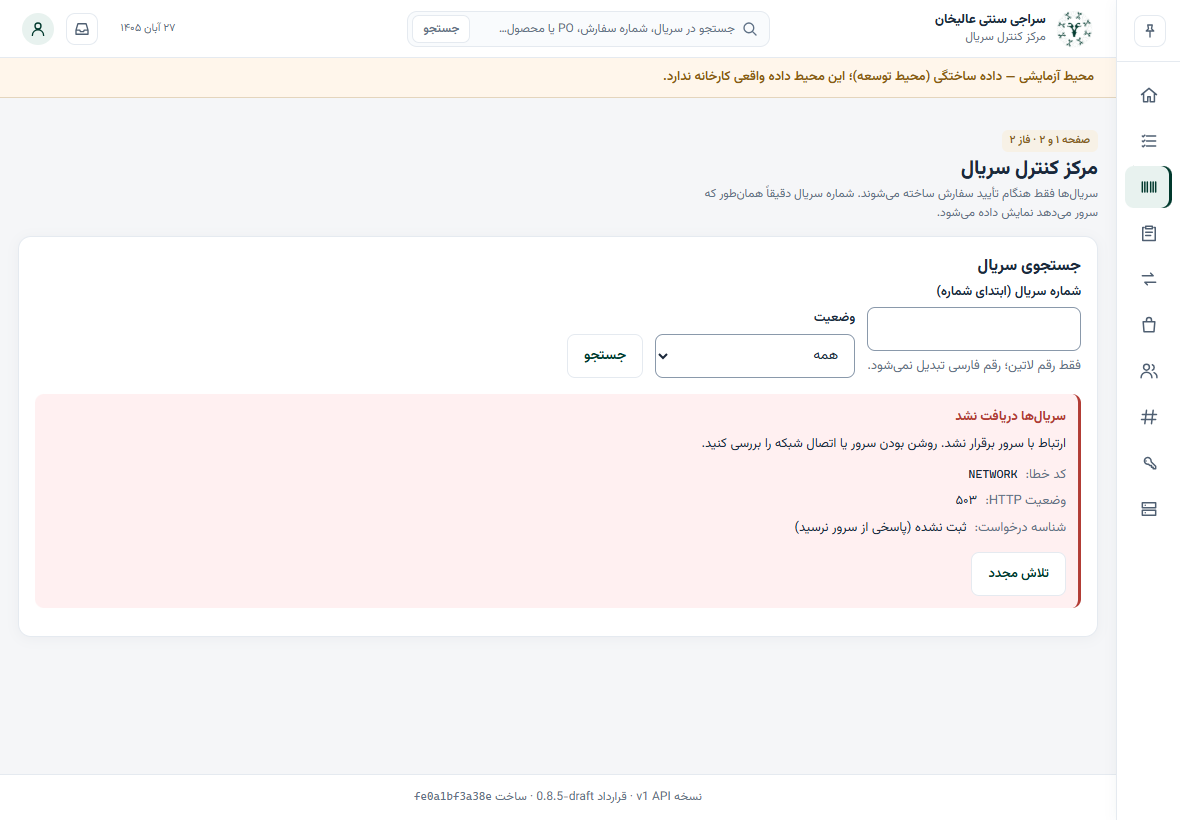 سراجی سنتی عالیخان
مرکز کنترل سریال
جستجو در سریال، شماره سفارش، PO یا محصول...
جستجو
۲۷ آبان ۱۴۰۵
محیط آزمایشی — داده ساختگی (محیط توسعه)؛ این محیط داده واقعی کارخانه ندارد.
صفحه ۱ و ۲ · فاز ۲
مرکز کنترل سریال
سریال‌ها فقط هنگام تأیید سفارش ساخته می‌شوند. شماره سریال دقیقاً همان‌طور که
سرور می‌دهد نمایش داده می‌شود.
جستجوی سریال
شماره سریال (ابتدای شماره)
فقط رقم لاتین؛ رقم فارسی تبدیل نمی‌شود.
وضعیت
همه
جستجو
سریال‌ها دریافت نشد
ارتباط با سرور برقرار نشد. روشن بودن سرور یا اتصال شبکه را بررسی کنید.
کد خطا: NETWORK
وضعیت HTTP: ۵۰۳
شناسه درخواست: ثبت نشده (پاسخی از سرور نرسید)
تلاش مجدد
نسخه v1 API · قرارداد 0.8.5-draft · ساخت fe0a1bf3a38e